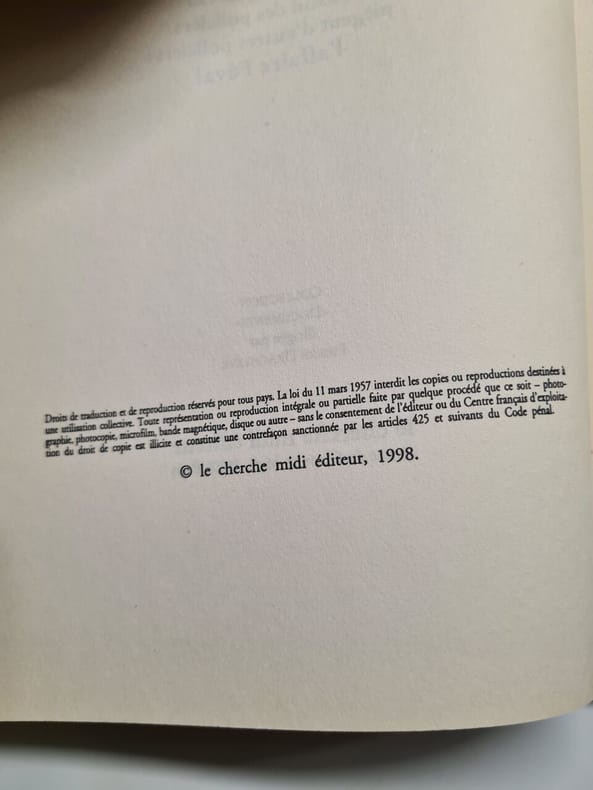 Droits de traduction et de reproduction réservés pour tous pays. La loi du 11 mars 1957 interdit les copies ou reproductions destinées à
une utilisation collective. Toute représentation ou reproduction intégrale ou partielle faite par quelque procédé que ce soit – photo-
graphie, photocopie, microfilm, bande magnétique, disque ou autre – sans le consentement de l'éditeur ou du Centre français d'exploita-
tion du droit de copie est illicite et constitue une contrefaçon sanctionnée par les articles 425 et suivants du Code pénal.
© le cherche midi éditeur, 1998.